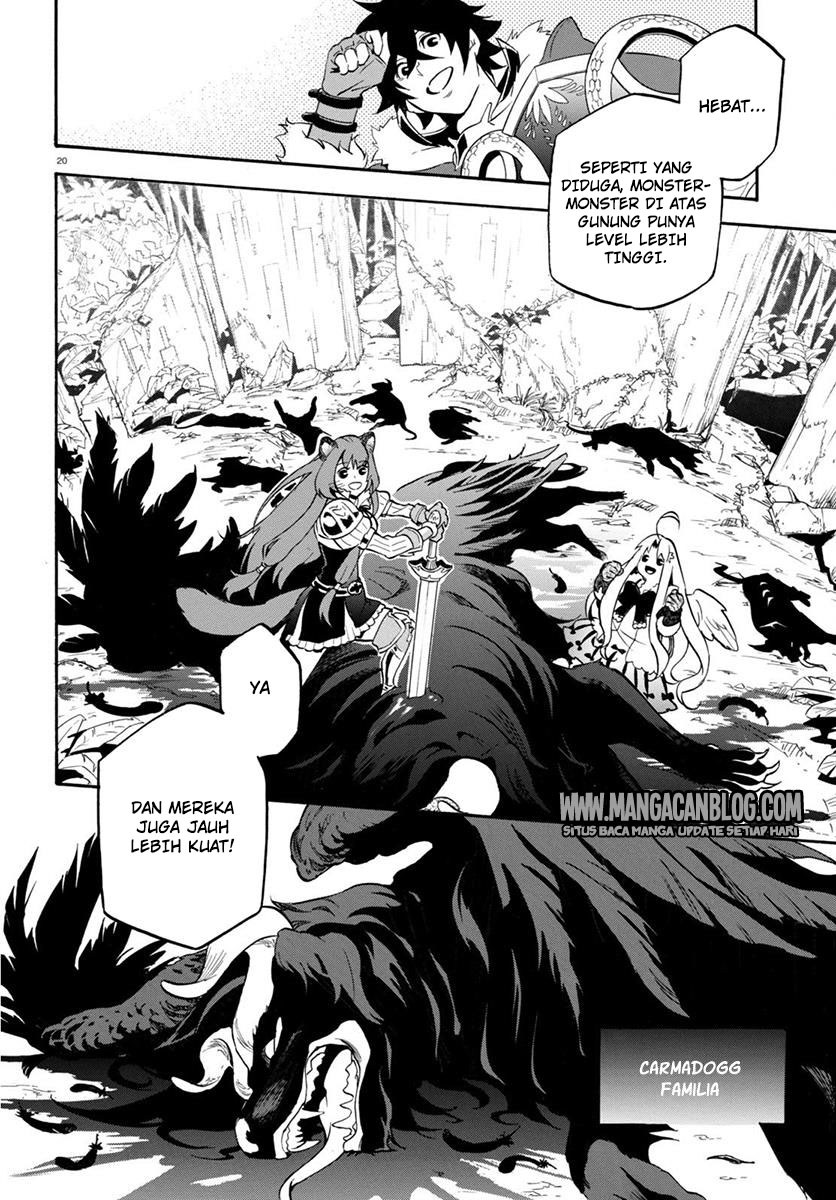 HEBAT...
20
SEPERTI YANG
DIDUGA, MONSTER-
MONSTER DI ATAS
GUNUNG PUNYA
LEVEL LEBIH
TINGGI.
YA
DAN MEREKA
JUGA JAUH
LEBIH KUAT!
WWW.MANGACANBLOG.COM
SITUS BACA MANGA UPDATE SETIAP HARI
CARMADOGG
FAMILIA